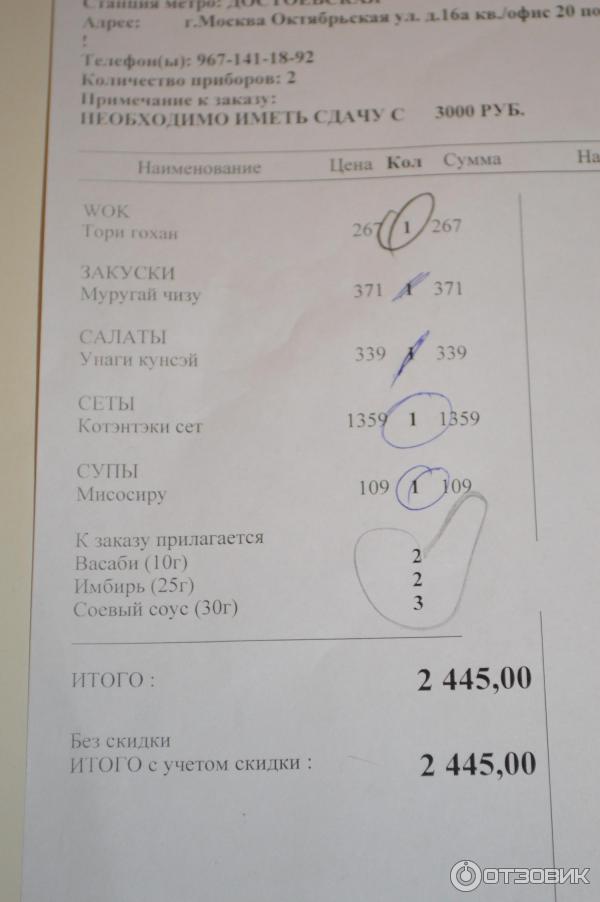 Станция метро: ДОСТОЕВСКАЯ
Адрес: г.Москва Октябрьская ул. д.16а кв./офис 20 по
!
Телефон(ы): 967-141-18-92
Количество приборов: 2
Примечание к заказу:
НЕОБХОДИМО ИМЕТЬ СДАЧУ С 3000 РУБ.
Наименование Цена Кол Сумма На
WOK
Тори гохан 267 1 267
ЗАКУСКИ
Муругай чизу 371 1 371
САЛАТЫ
Унаги кунсэй 339 1 339
СЕТЫ
Котэнтэки сет 1359 1 1359
СУПЫ
Мисосиру 109 1 109
К заказу прилагается
Васаби (10г) 2
Имбирь (25г) 2
Соевый соус (30г) 3
ИТОГО : 2 445,00
Без скидки
ИТОГО с учетом скидки : 2 445,00
ОТЗОВИК